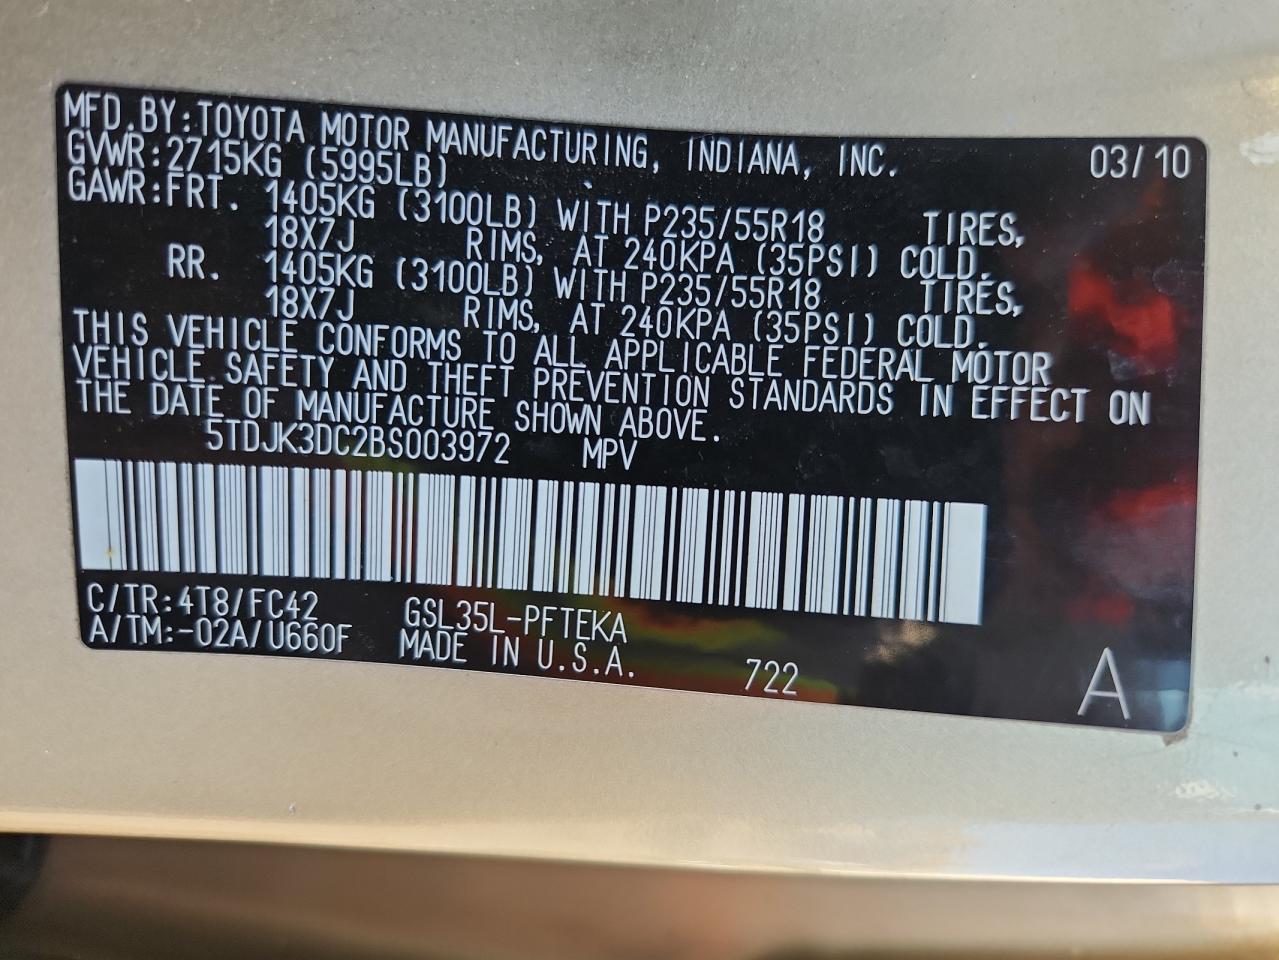 MFD.BY:TOYOTA MOTOR MANUFACTURING, INDIANA, INC. 03/10
GVWR:2715KG (5995LB)
GAWR:FRT. 1405KG (3100LB) WITH P235/55R18 TIRES,
18X7J RIMS, AT 240KPA (35PSI) COLD.
RR. 1405KG (3100LB) WITH P235/55R18 TIRES,
18X7J RIMS, AT 240KPA (35PSI) COLD.
THIS VEHICLE CONFORMS TO ALL APPLICABLE FEDERAL MOTOR
VEHICLE SAFETY AND THEFT PREVENTION STANDARDS IN EFFECT ON
THE DATE OF MANUFACTURE SHOWN ABOVE.
5TDJK3DC2BS003972 MPV
C/TR:4T8/FC42 GSL35L-PFTEKA
A/TM:-02A/U660F MADE IN U.S.A. 722 A